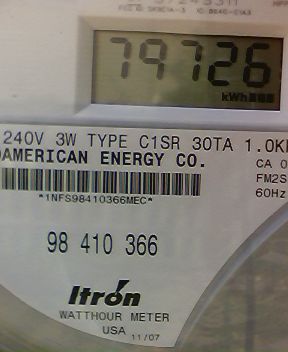 79726
kWh
240V 3W TYPE C1SR 30TA 1.0K
AMERICAN ENERGY CO.
CA 0
FM2S
60Hz
*1NFS98410366MEC*
98 410 366
Itrón
WATTHOUR METER
USA 11/07